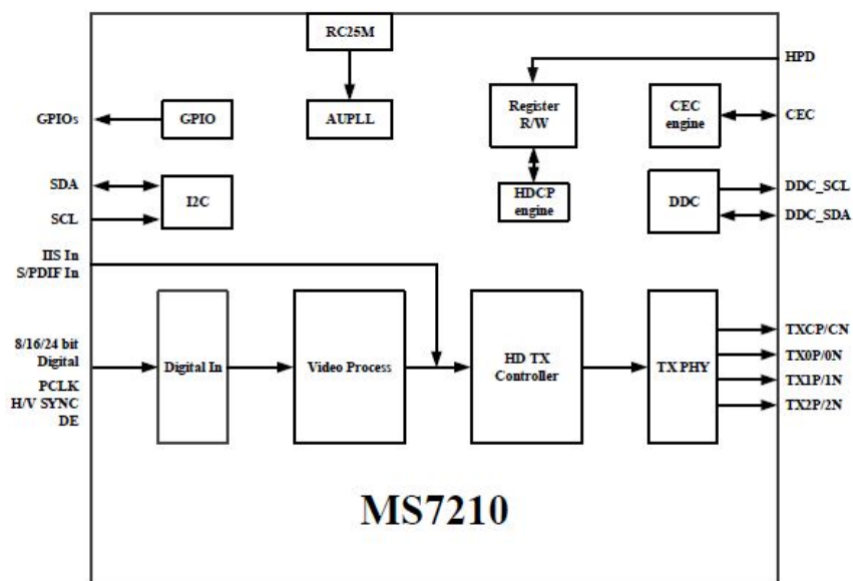 RC25M
HPD
GPIOs
GPIO
AUPLL
Register
R/W
CEC
engine
CEC
SDA
SCL
I2C
HDCP
engine
DDC
DDC_SCL
DDC_SDA
IIS In
S/PDIF In
8/16/24 bit
Digital
PCLK
H/V SYNC
DE
Digital In
Video Process
HD TX
Controller
TX PHY
TXCP/CN
TX0P/0N
TX1P/1N
TX2P/2N
MS7210